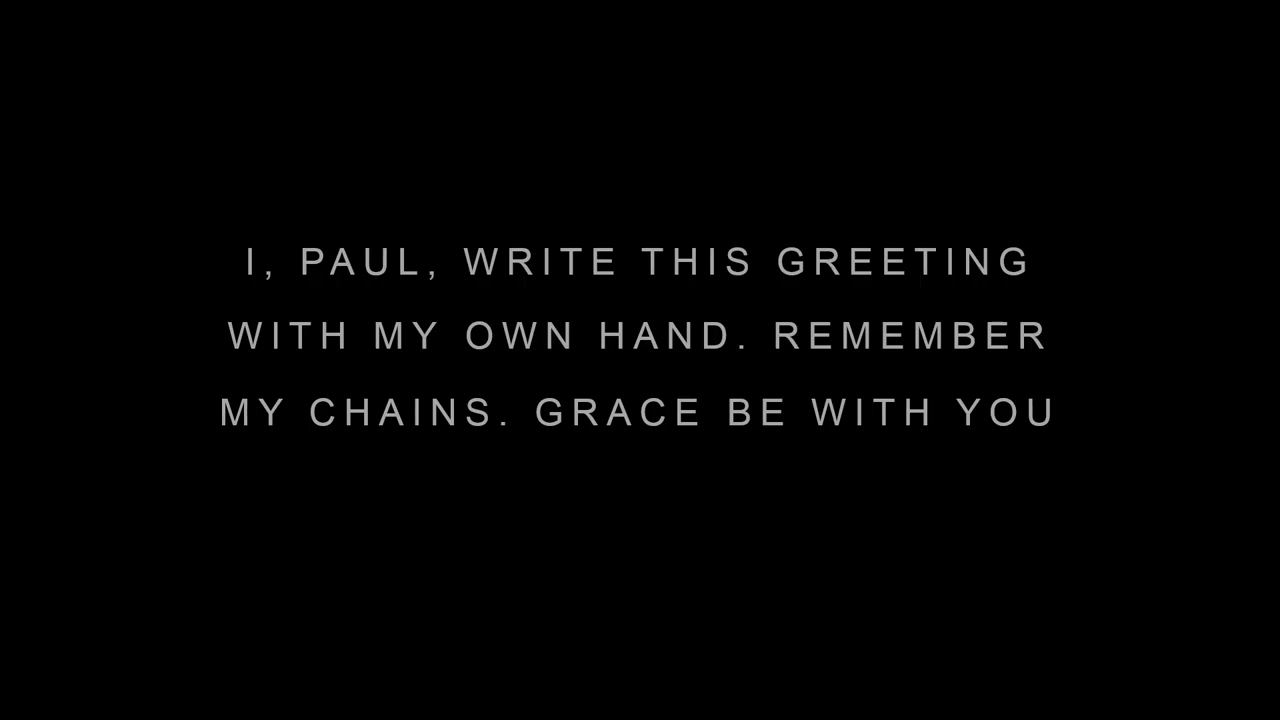 I, PAUL, WRITE THIS GREETING
WITH MY OWN HAND. REMEMBER
MY CHAINS. GRACE BE WITH YOU